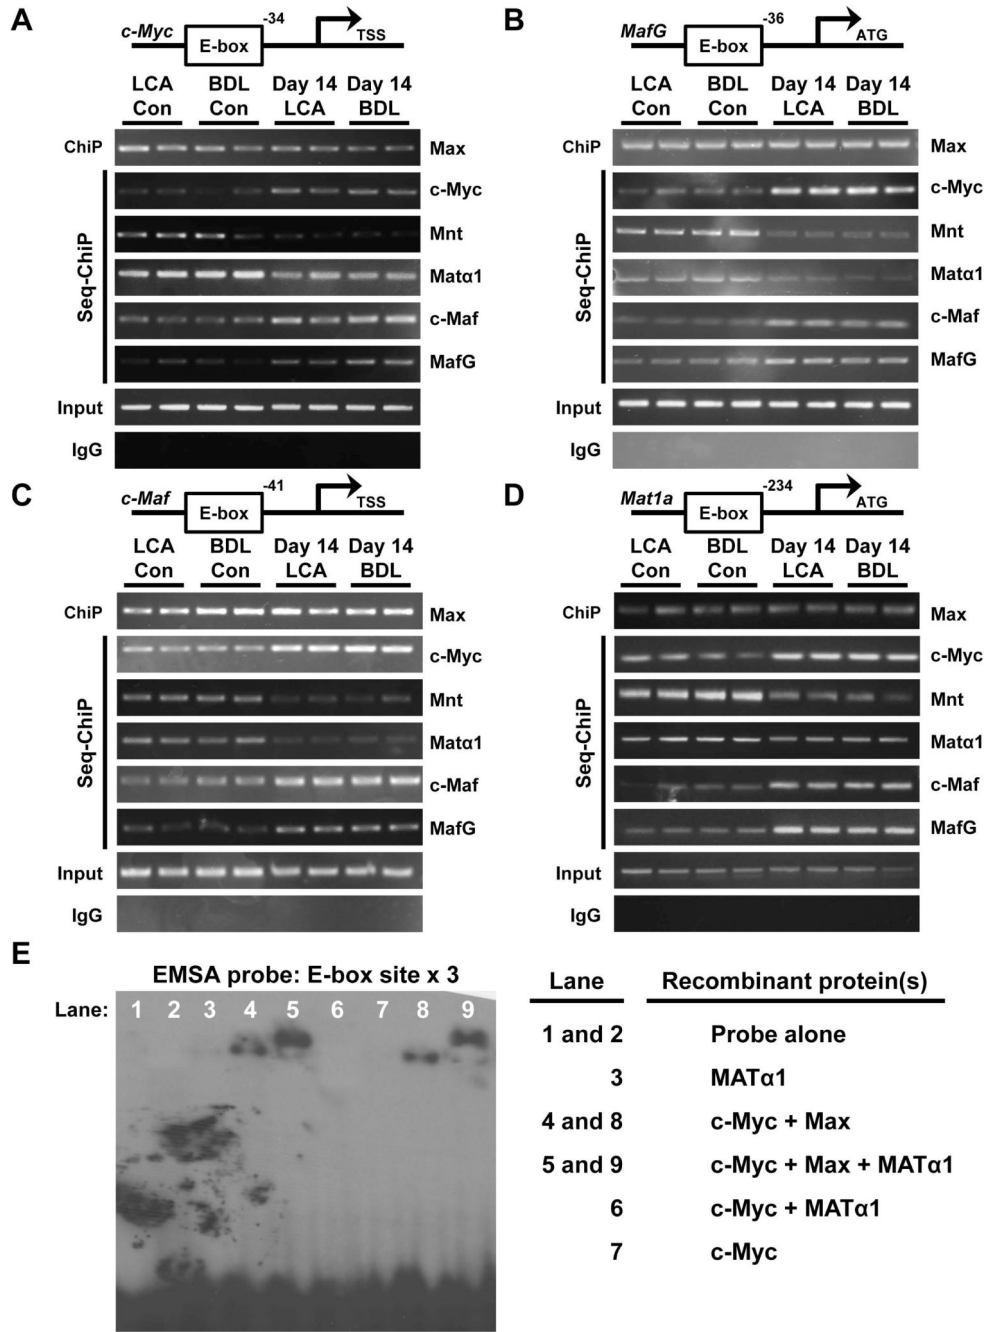 A
c-Myc E-box -34 TSS
LCA BDL Day 14 Day 14
Con Con LCA BDL
ChiP Max
Seq-ChiP
c-Myc
Mnt
Matα1
c-Maf
MafG
Input
IgG
B
MafG E-box -36 ATG
LCA BDL Day 14 Day 14
Con Con LCA BDL
ChiP Max
Seq-ChiP
c-Myc
Mnt
Matα1
c-Maf
MafG
Input
IgG
C
c-Maf E-box -41 TSS
LCA BDL Day 14 Day 14
Con Con LCA BDL
ChiP Max
Seq-ChiP
c-Myc
Mnt
Matα1
c-Maf
MafG
Input
IgG
D
Mat1a E-box -234 ATG
LCA BDL Day 14 Day 14
Con Con LCA BDL
ChiP Max
Seq-ChiP
c-Myc
Mnt
Matα1
c-Maf
MafG
Input
IgG
E
EMSA probe: E-box site x 3
Lane: 1 2 3 4 5 6 7 8 9
Lane Recombinant protein(s)
1 and 2 Probe alone
3 MATα1
4 and 8 c-Myc + Max
5 and 9 c-Myc + Max + MATα1
6 c-Myc + MATα1
7 c-Myc